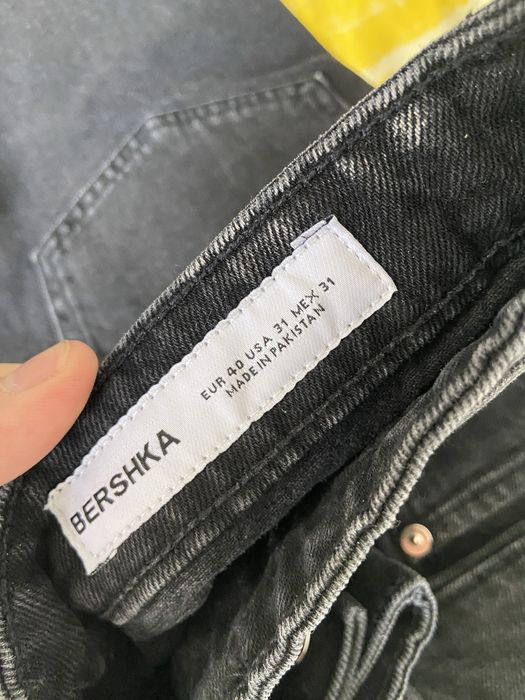 BERSHKA
EUR 40 USA 31 MEX 31
MADE IN PAKISTAN